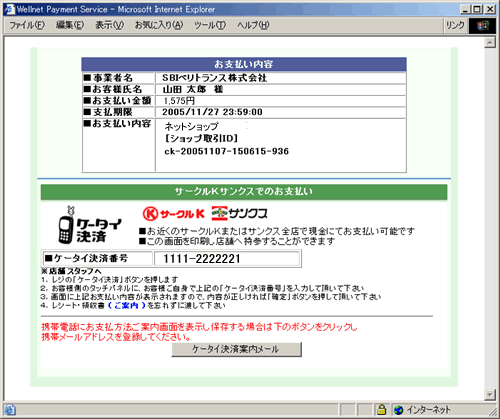 Wellnet Payment Service - Microsoft Internet Explorer
ファイル(F) 編集(E) 表示(V) お気に入り(A) ツール(T) ヘルプ(H) リンク
お支払い内容
■事業者名 SBIベリトランス株式会社
■お客様氏名 山田 太郎 様
■お支払い金額 1,575円
■支払期限 2005/11/27 23:59:00
■お支払い内容 ネットショップ
[ショップ取引ID]
ck-20051107-150615-936
サークルKサンクスでのお支払い
ケータイ決済
K サークルK サンクス
■お近くのサークルKまたはサンクス全店で現金にてお支払い可能です
■この画面を印刷し店舗へ持参することができます
■ケータイ決済番号 1111-2222221
※店舗スタッフへ
1. レジの「ケータイ決済」ボタンを押します
2. お客様側のタッチパネルに、お客様ご自身で上記の「ケータイ決済番号」を入力して頂いて下さい
3. 画面に上記お支払い内容が表示されますので、内容が正しければ「確定」ボタンを押して頂いて下さい
4. レシート・領収書(ご案内)を忘れずに渡して下さい
携帯電話にお支払方法ご案内画面を表示し保存する場合は下のボタンをクリックし
携帯メールアドレスを登録してください。
ケータイ決済案内メール
インターネット